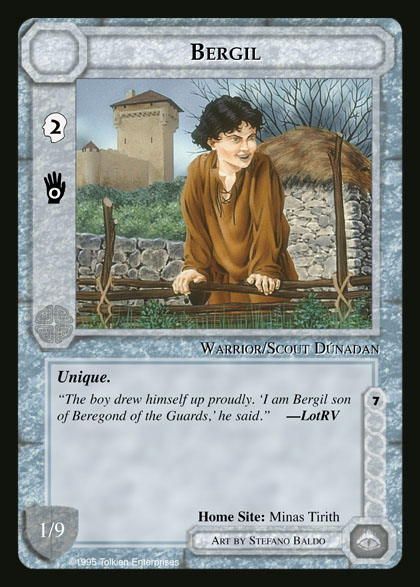 Bergil
2
Warrior/Scout Dúnadan
Unique.
“The boy drew himself up proudly. ‘I am Bergil son
of Beregond of the Guards,’ he said.” —LotRV
7
Home Site: Minas Tirith
1/9
Art by Stefano Baldo
©1995 Tolkien Enterprises